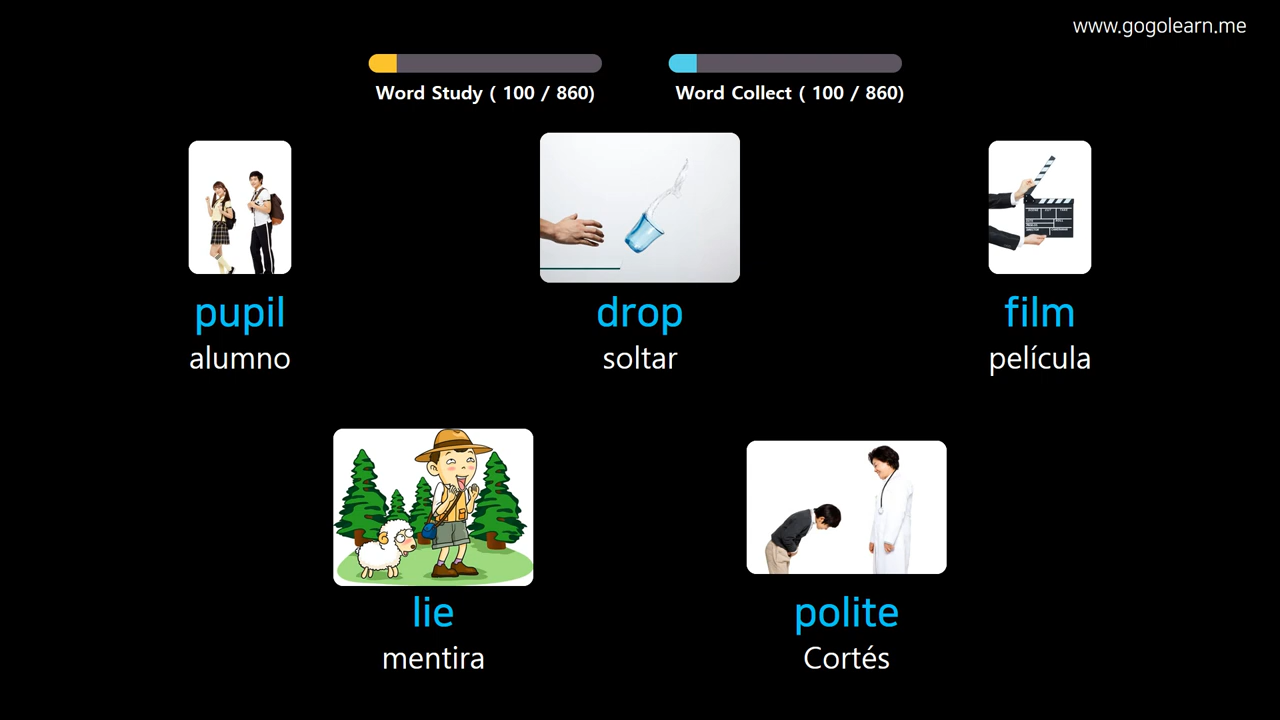 www.gogolearn.me
Word Study ( 100 / 860)
Word Collect ( 100 / 860)
pupil
alumno
drop
soltar
film
película
lie
mentira
polite
Cortés